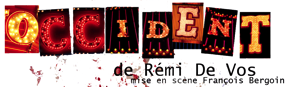 OCCIDENT
de Rémi De Vos
mise en scène François Bergoin